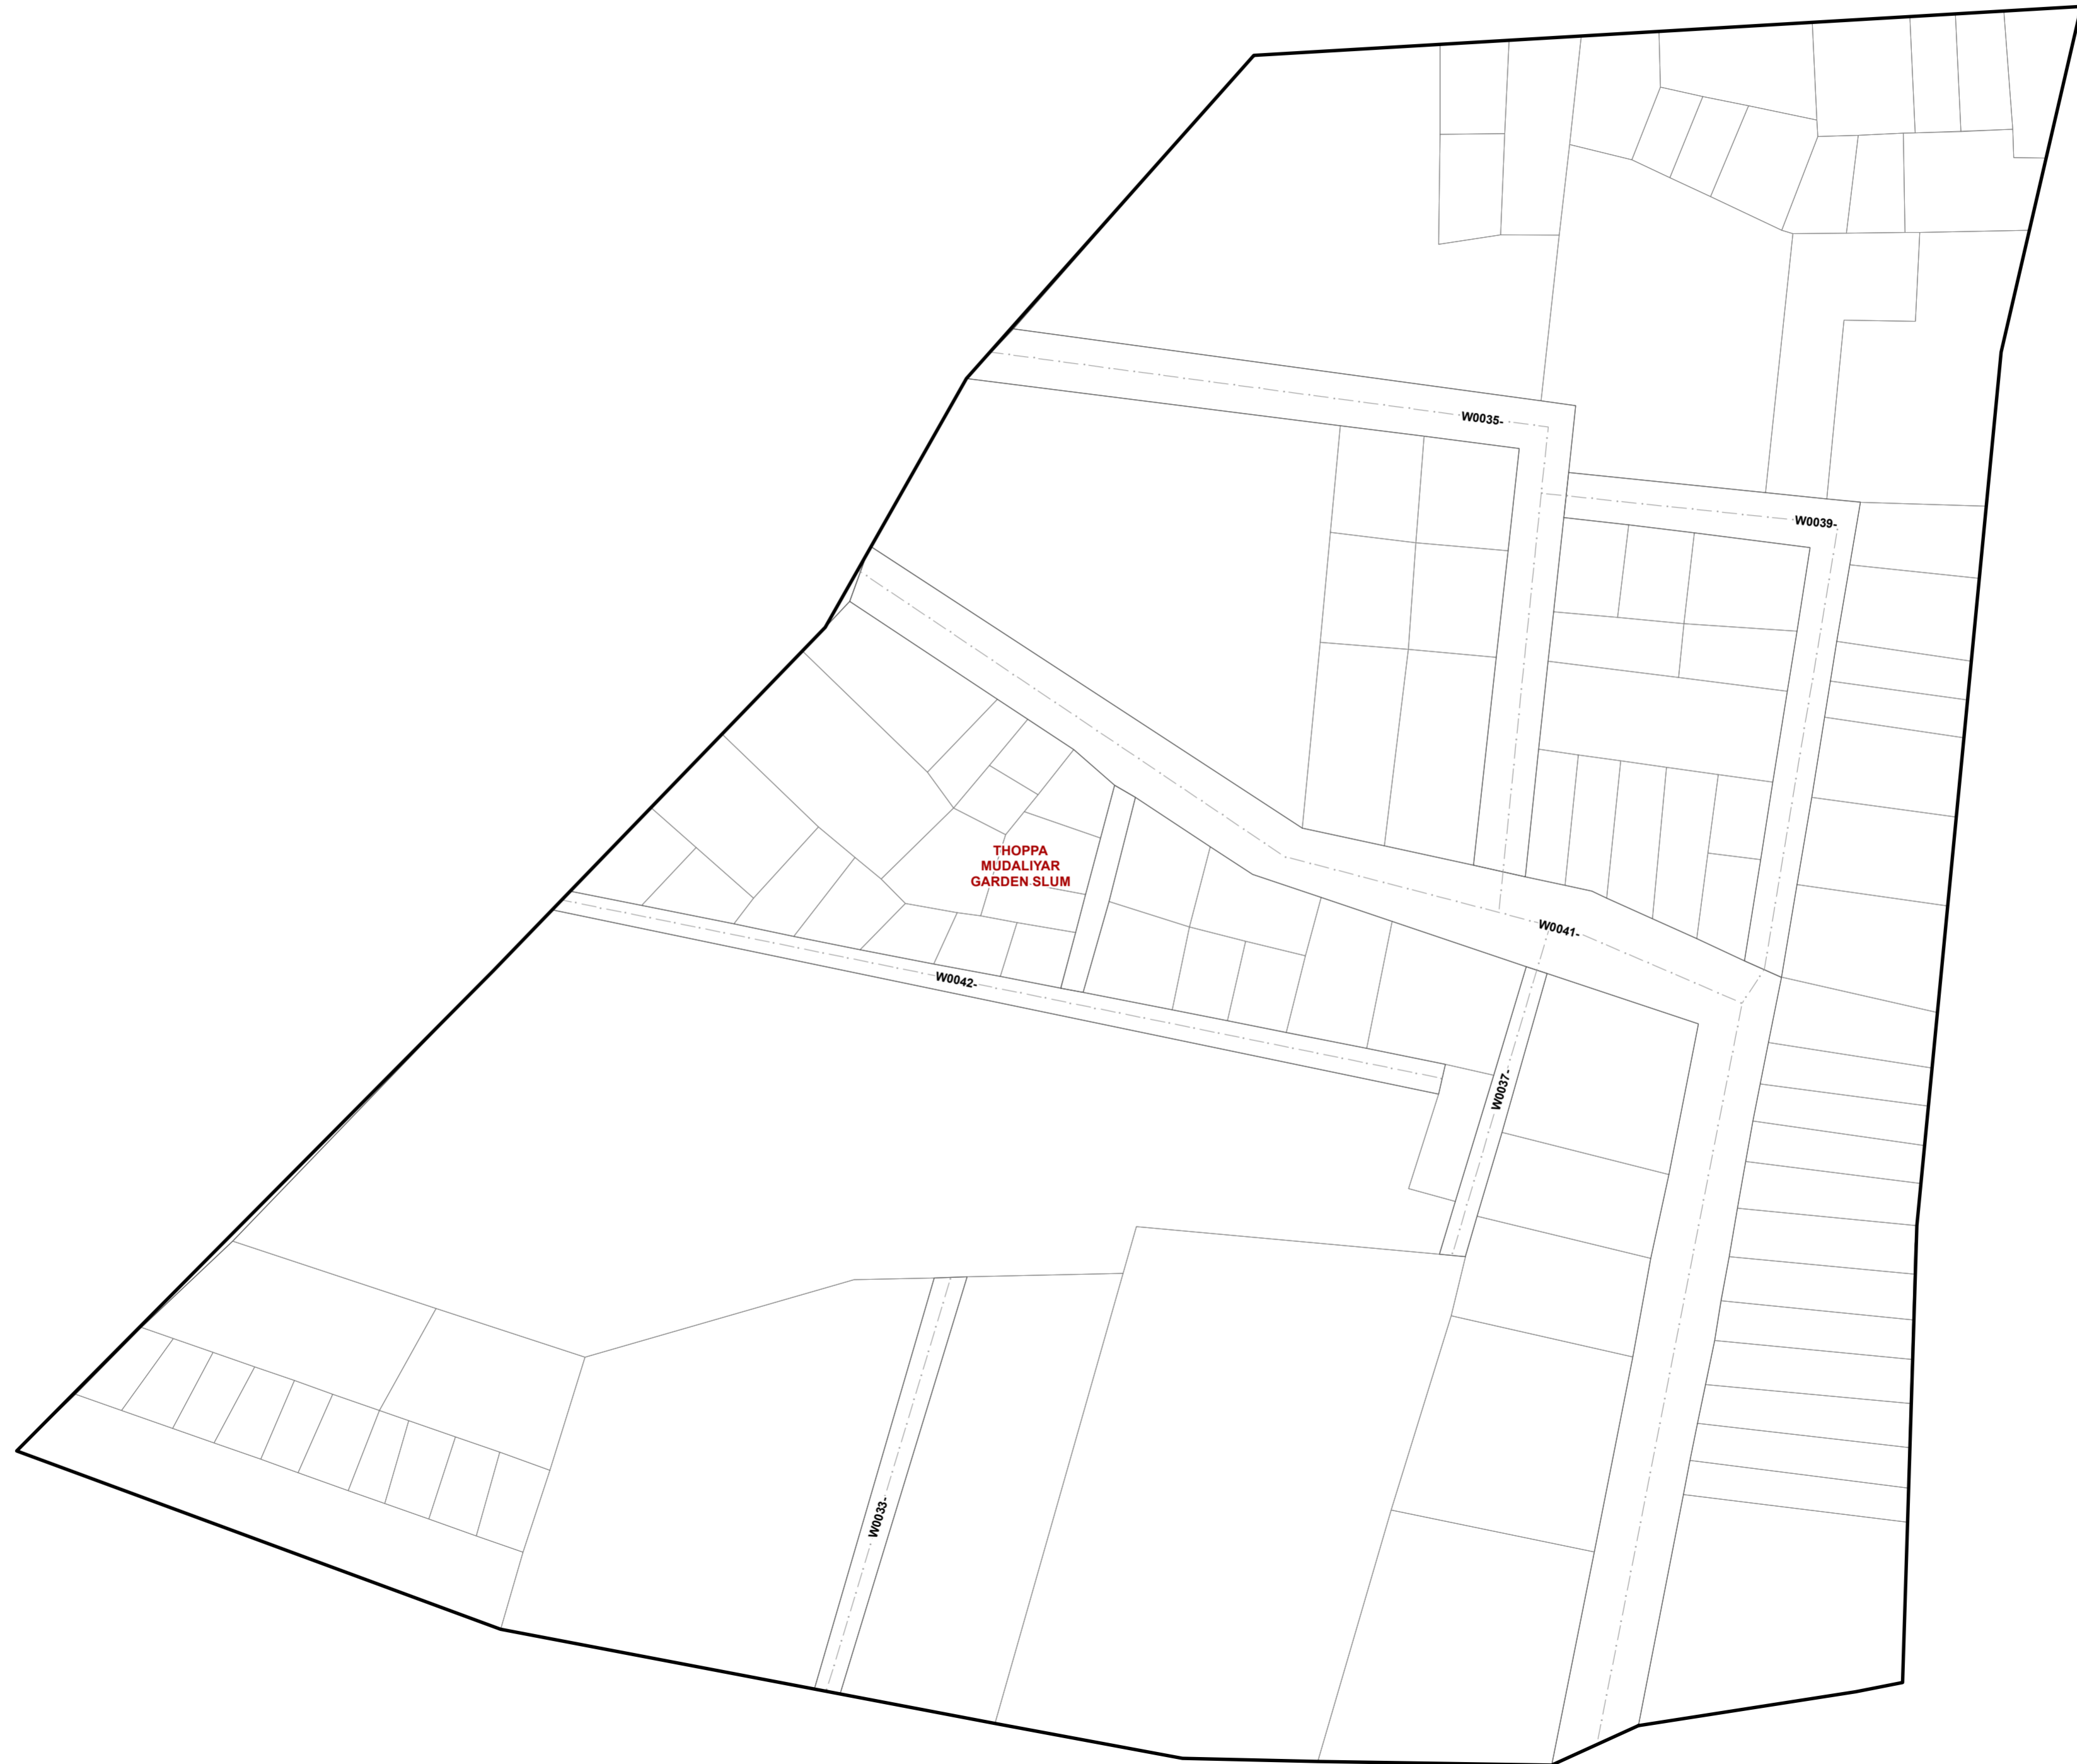 W0035-
W0039-
THOPPA
MUDALIYAR
GARDEN SLUM
W0041-
W0042-
W0037-
W0033-